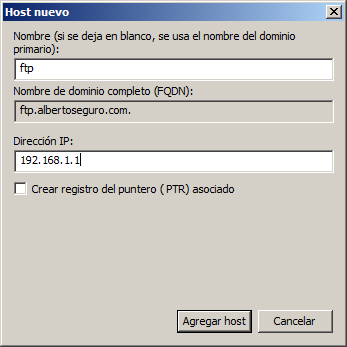 Host nuevo
Nombre (si se deja en blanco, se usa el nombre del dominio
primario):
ftp
Nombre de dominio completo (FQDN):
ftp.albertoseguro.com.
Dirección IP:
192.168.1.1
Crear registro del puntero (PTR) asociado
Agregar host
Cancelar